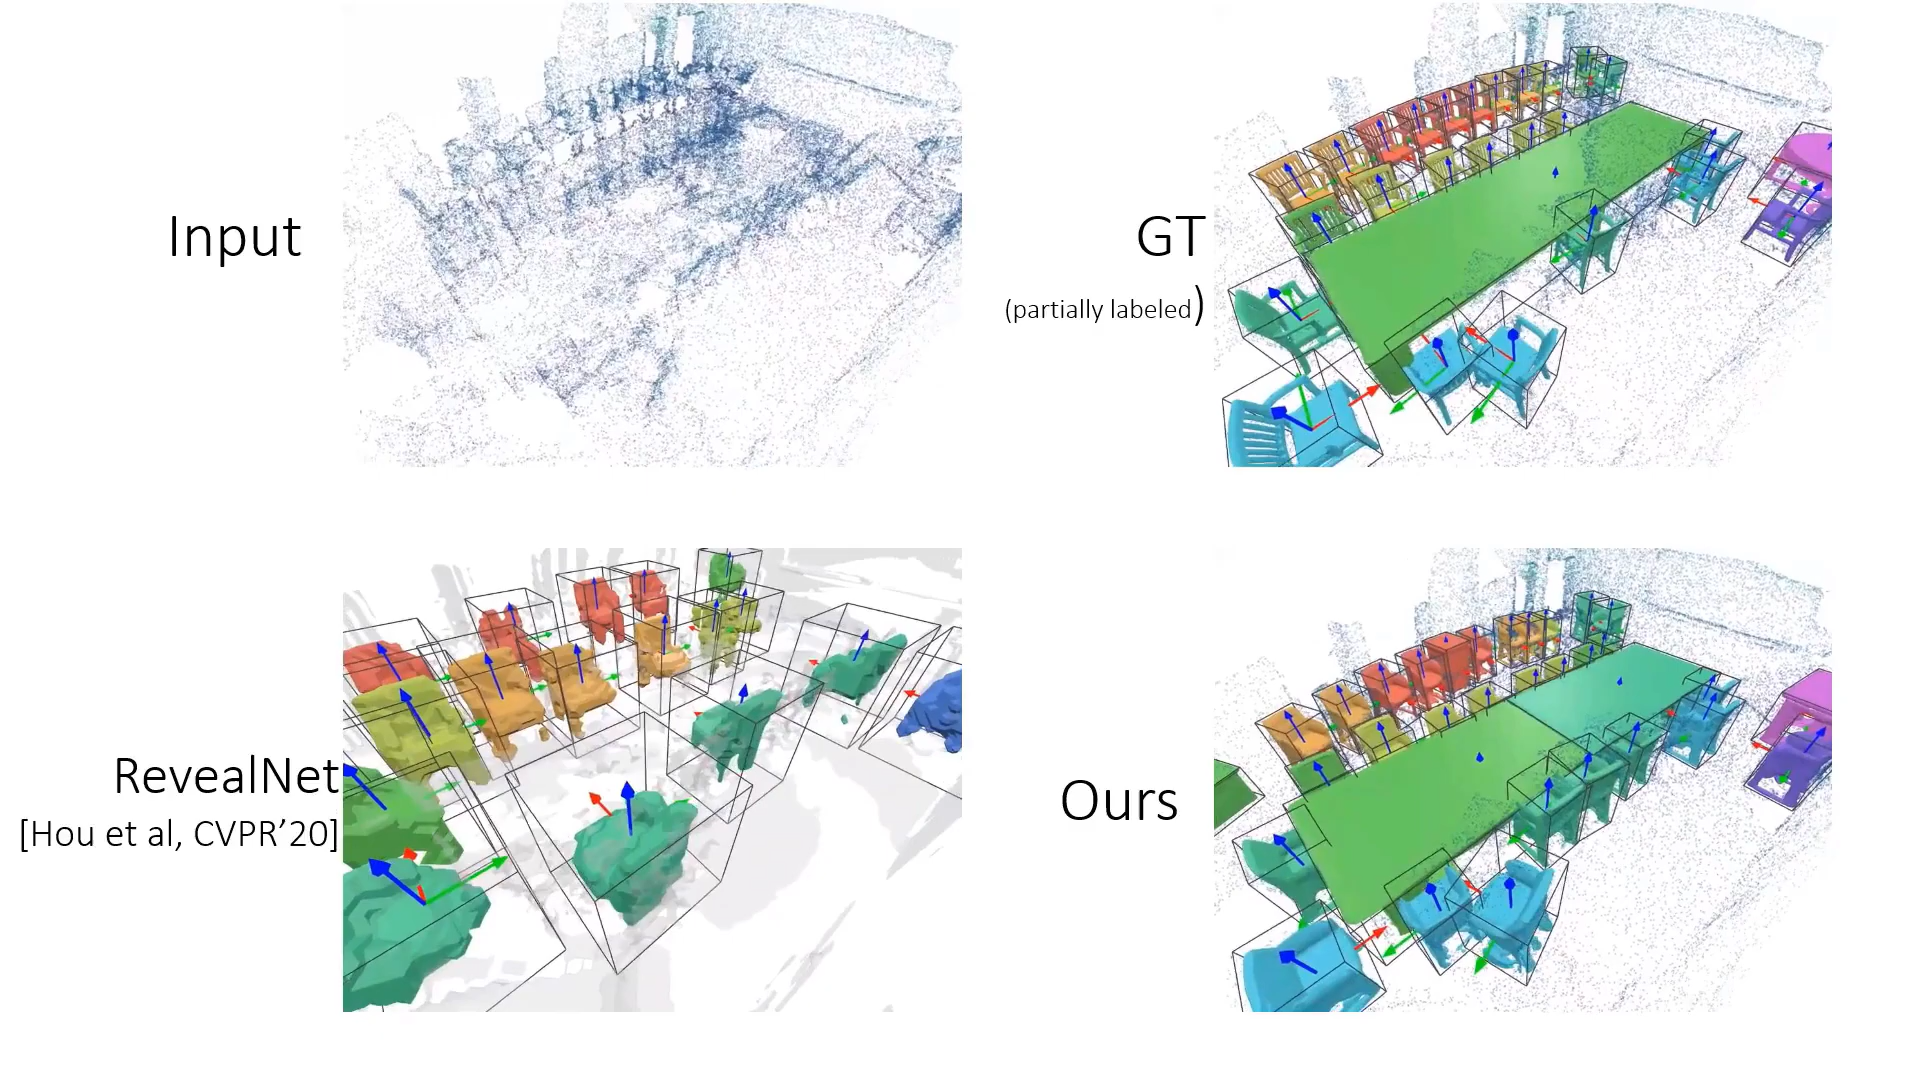 Input
GT
(partially labeled)
RevealNet
[Hou et al, CVPR’20]
Ours